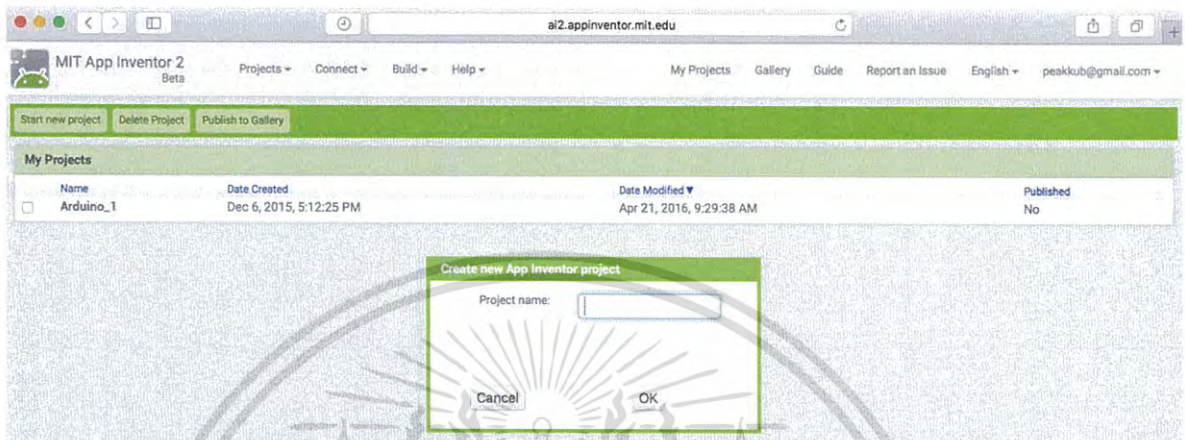 ai2.appinventor.mit.edu
MIT App Inventor 2
Beta
Projects Connect Build Help My Projects Gallery Guide Report an Issue English peakkub@gmail.com
Start new project Delete Project Publish to Gallery
My Projects
Name Date Created Date Modified ▼ Published
Arduino_1 Dec 6, 2015, 5:12:25 PM Apr 21, 2016, 9:29:38 AM No
Create new App Inventor project
Project name:
Cancel OK